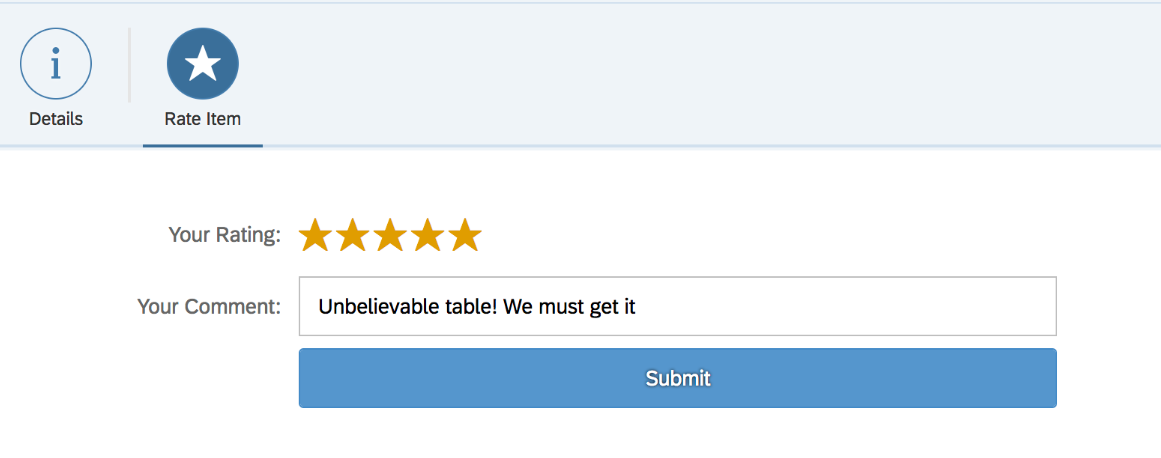 i
Details
Rate Item
Your Rating:
Your Comment:
Unbelievable table! We must get it
Submit